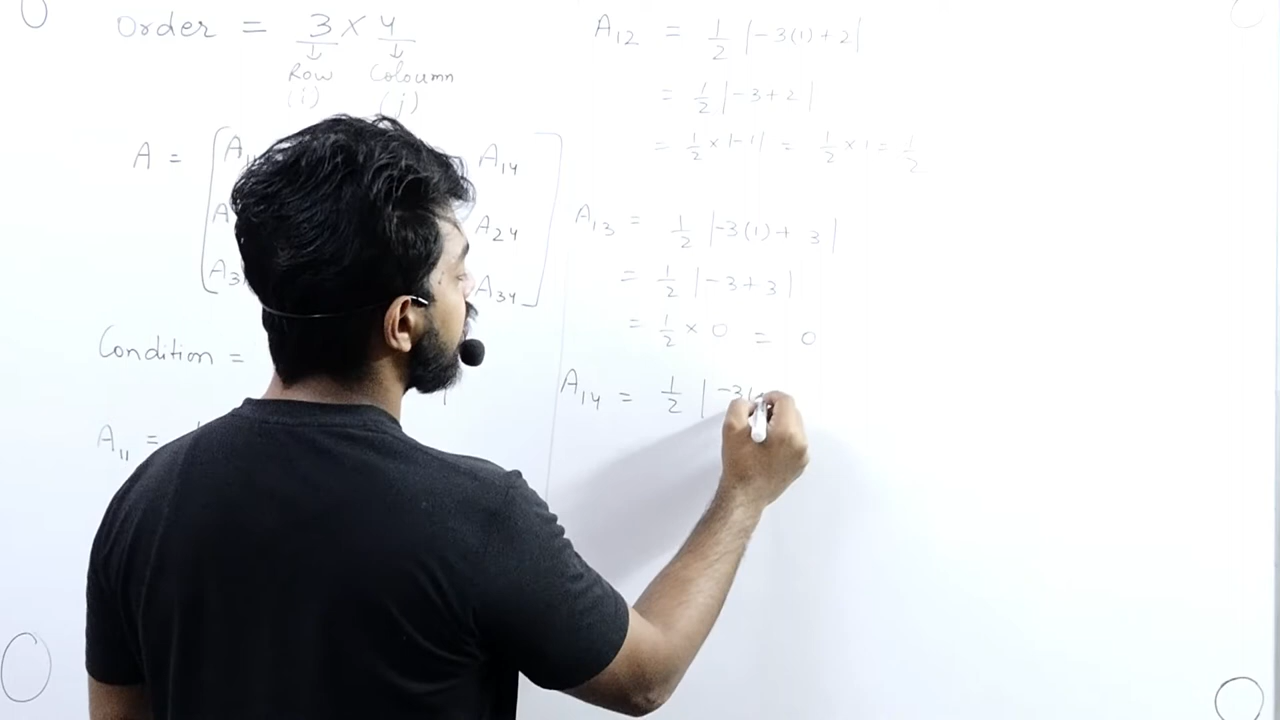 Order = 3 × 4
↓ ↓
Row Coloumn
(i) (j)
A = [ A11 A14
A24
A3 A34 ]
Condition =
A11 =
A12 = 1/2 |-3(1) + 2|
= 1/2 |-3+2|
= 1/2 × |-1| = 1/2 × 1 = 1/2
A13 = 1/2 |-3(1) + 3|
= 1/2 |-3+3|
= 1/2 × 0 = 0
A14 = 1/2 |-3(